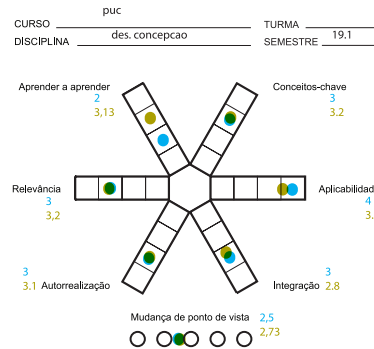 puc
CURSO TURMA
des. concepcao 19.1
DISCÍPLINA SEMESTRE
Aprender a aprender Conceitos-chave
2 3
3,13 3.2
Relevância Aplicabilidad
3 4
3,2 3.
3 3
3.1 Autorrealização Integração 2.8
Mudança de ponto de vista 2,5
2,73